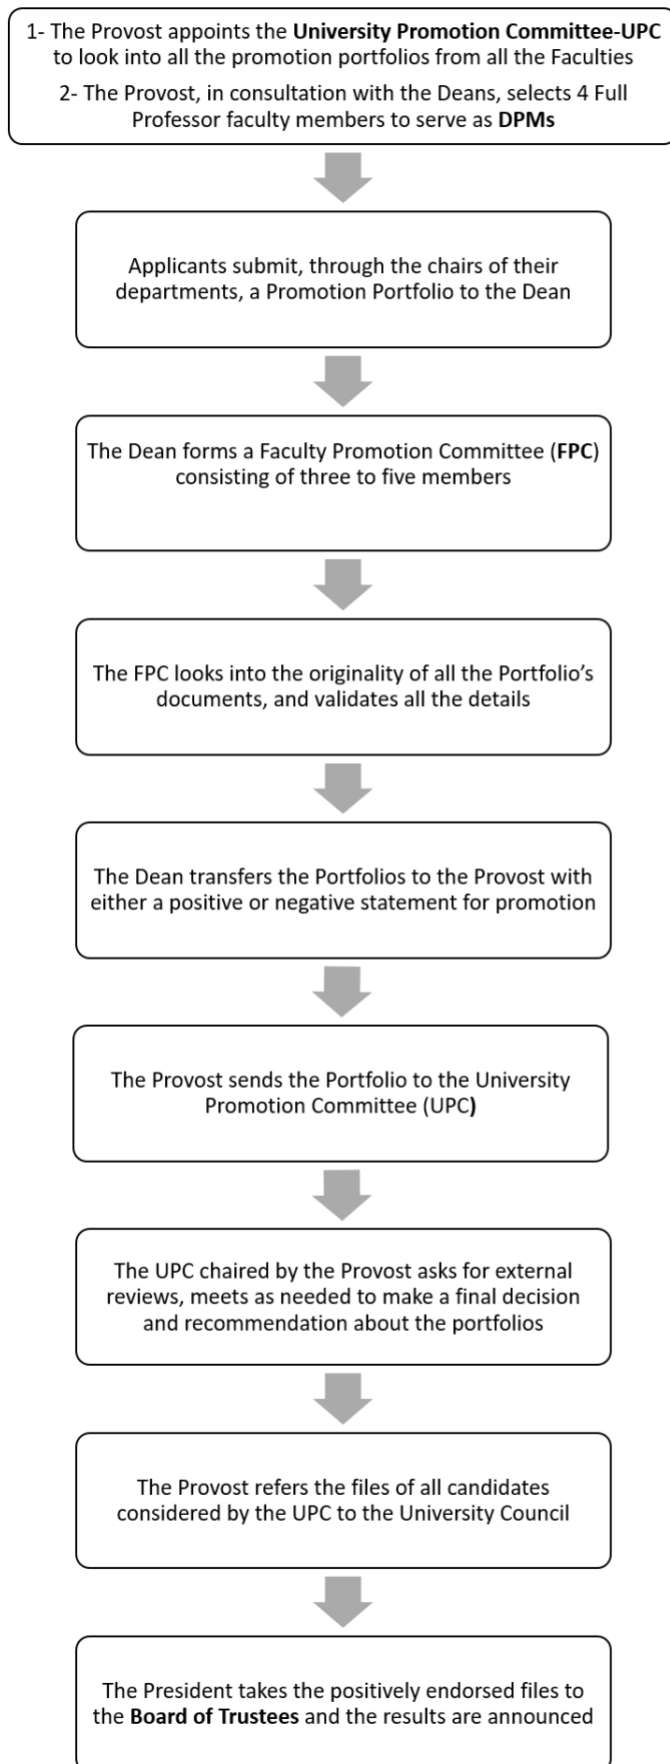 1- The Provost appoints the University Promotion Committee-UPC
to look into all the promotion portfolios from all the Faculties
2- The Provost, in consultation with the Deans, selects 4 Full
Professor faculty members to serve as DPMs
Applicants submit, through the chairs of their
departments, a Promotion Portfolio to the Dean
The Dean forms a Faculty Promotion Committee (FPC)
consisting of three to five members
The FPC looks into the originality of all the Portfolio’s
documents, and validates all the details
The Dean transfers the Portfolios to the Provost with
either a positive or negative statement for promotion
The Provost sends the Portfolio to the University
Promotion Committee (UPC)
The UPC chaired by the Provost asks for external
reviews, meets as needed to make a final decision
and recommendation about the portfolios
The Provost refers the files of all candidates
considered by the UPC to the University Council
The President takes the positively endorsed files to
the Board of Trustees and the results are announced